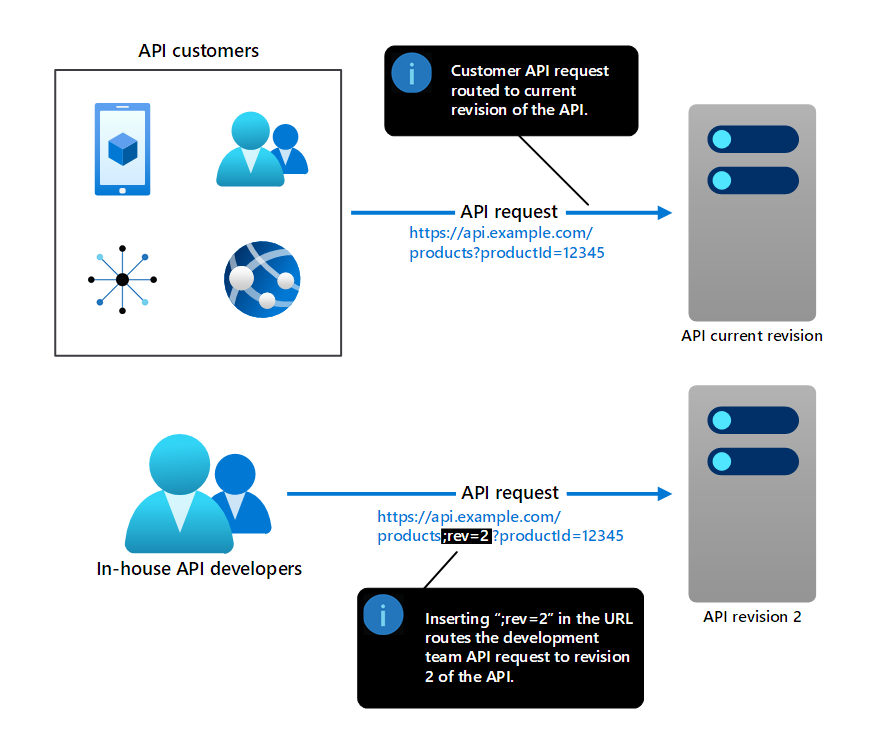 API customers
Customer API request
routed to current
revision of the API.
API request
https://api.example.com/
products?productId=12345
API current revision
API request
https://api.example.com/
products;rev=2?productId=12345
In-house API developers
Inserting “;rev=2” in the URL
routes the development
team API request to revision
2 of the API.
API revision 2